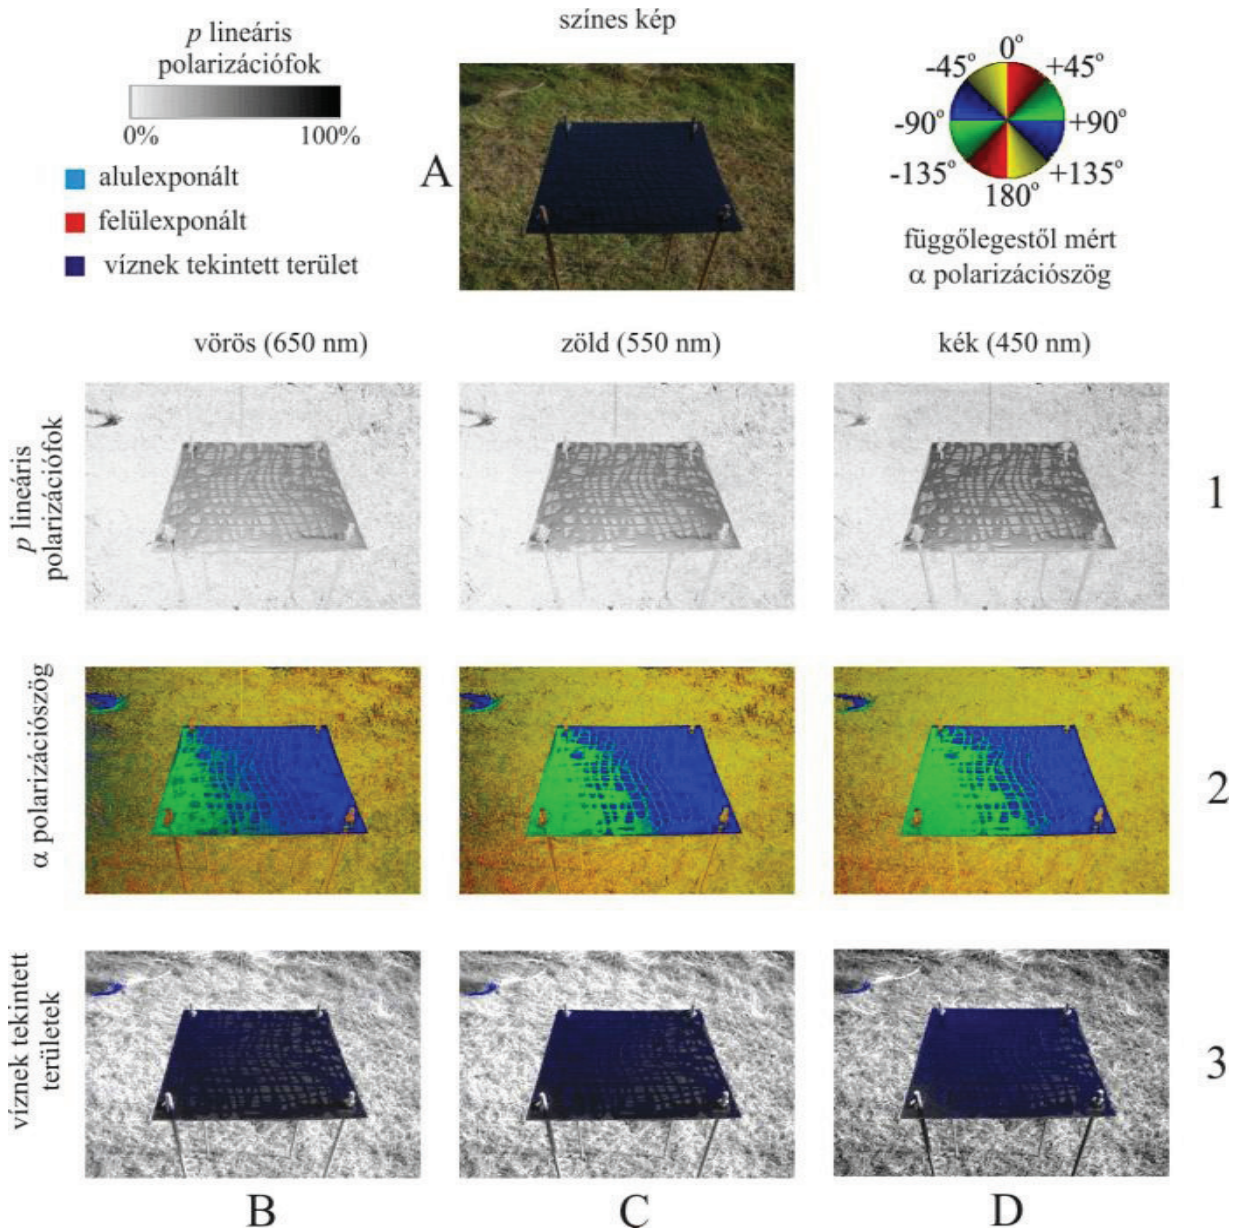 p lineáris
polarizációfok
0% 100%
alulexponált
felülexponált
víznek tekintett terület
színes kép
A
0°
-45° +45°
-90° +90°
-135° +135°
180°
függőlegestől mért
α polarizációszög
vörös (650 nm) zöld (550 nm) kék (450 nm)
p lineáris
polarizációfok
1
α polarizációszög
2
víznek tekintett
területek
3
B C D